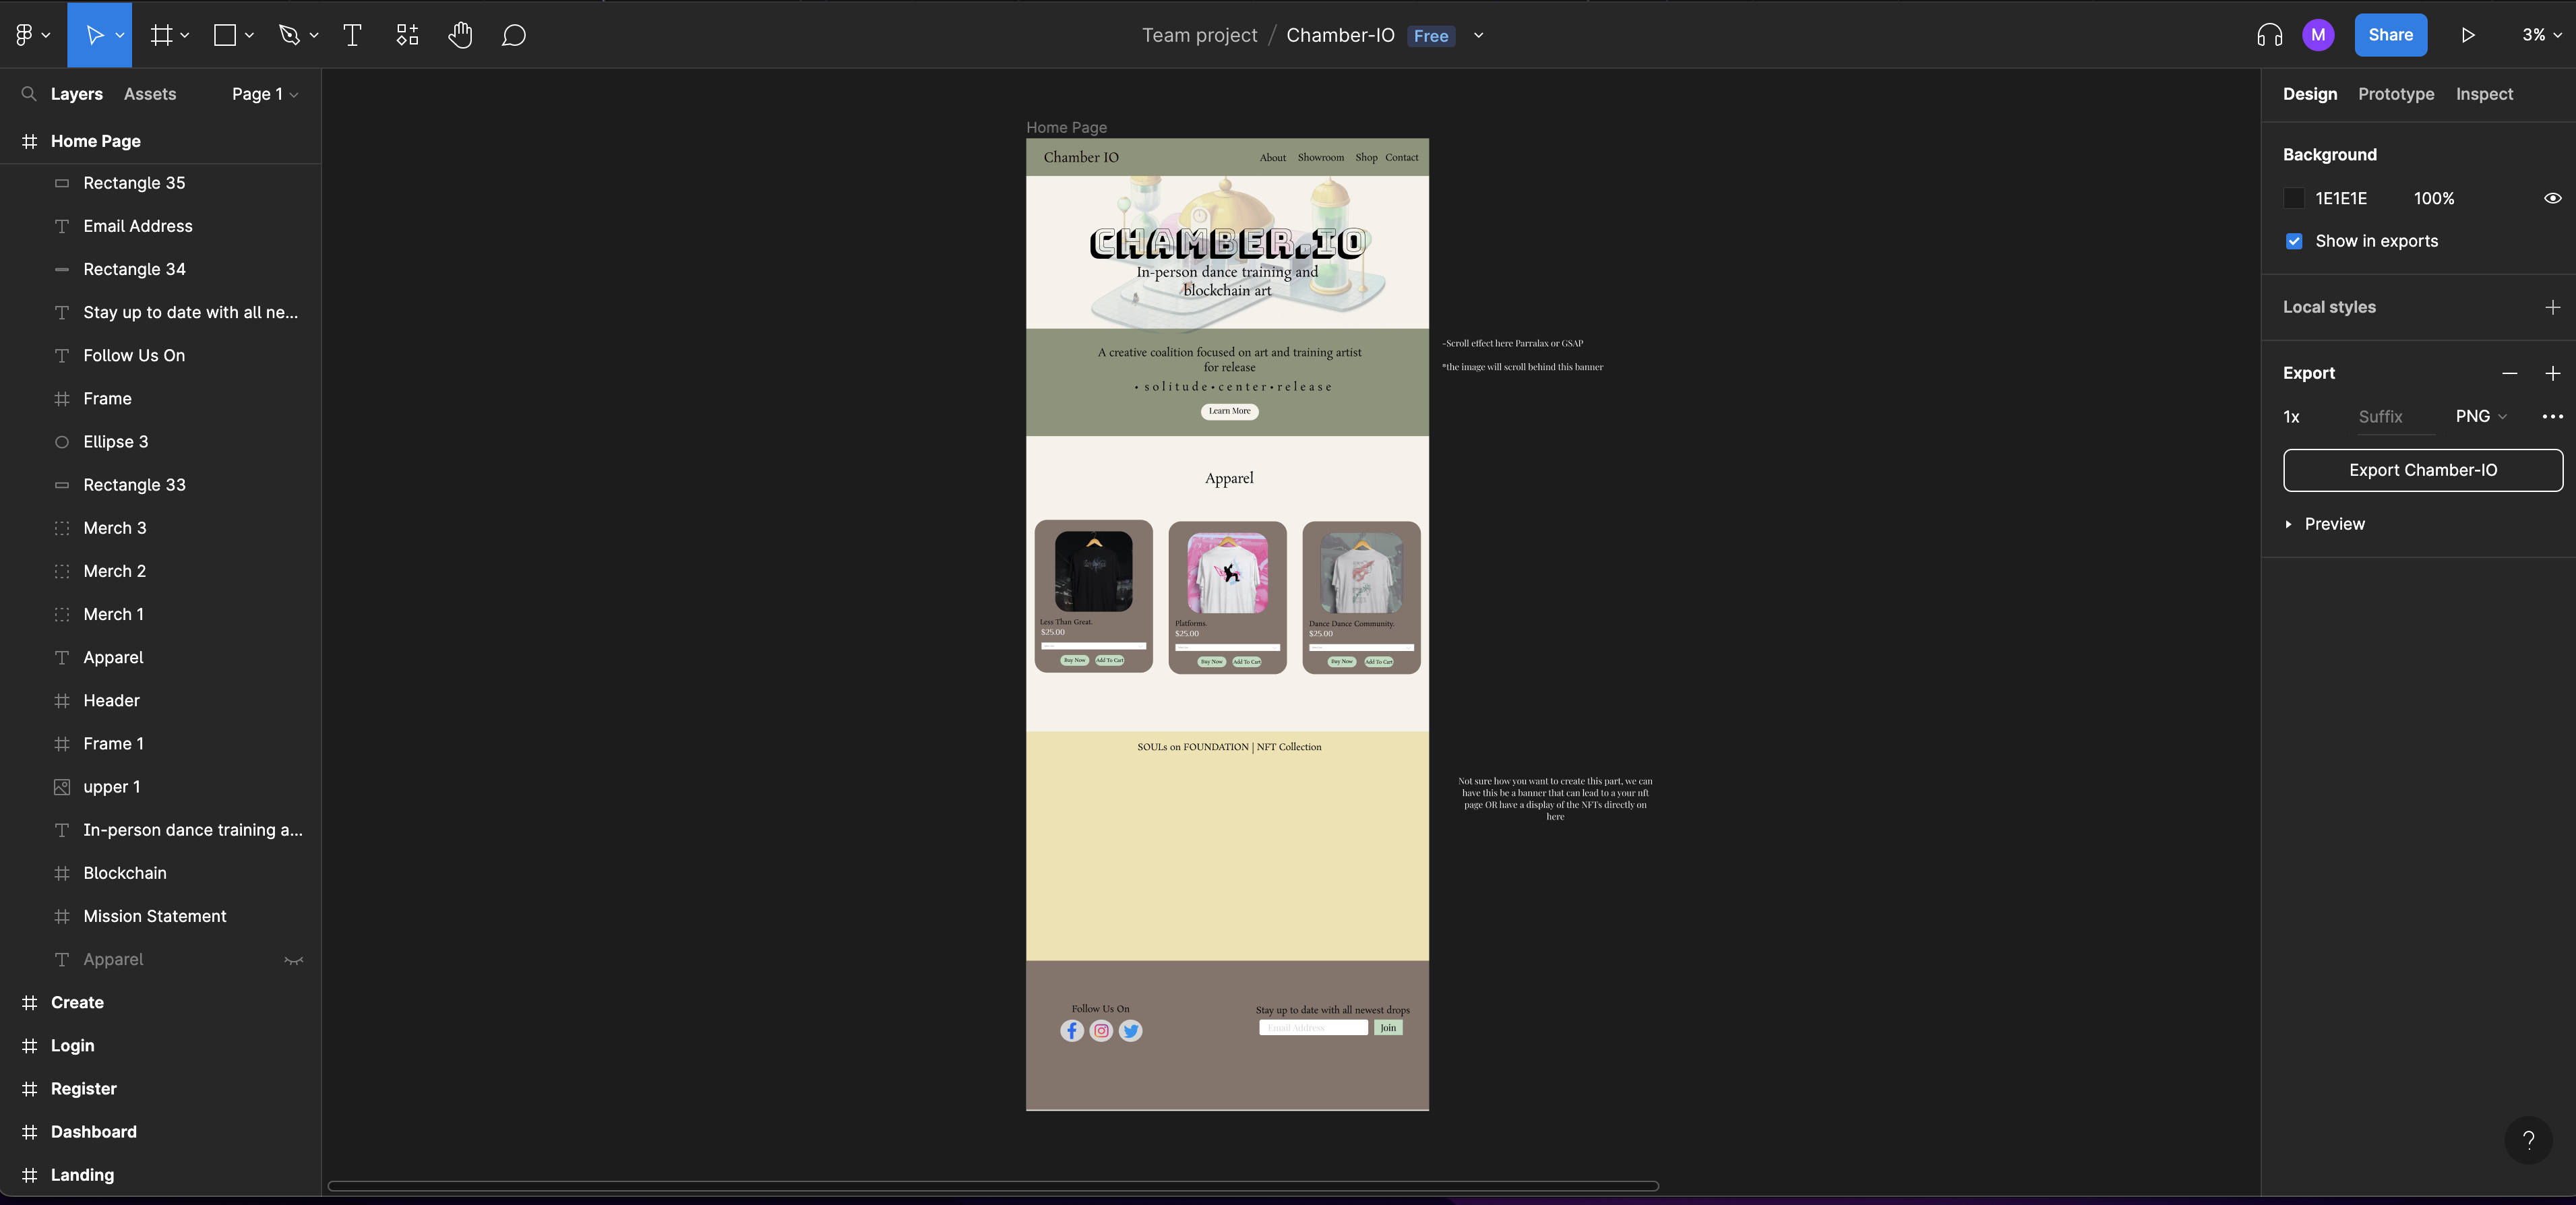 Team project / Chamber-IO Free
M
Share
3%
Layers Assets Page 1
Home Page
Rectangle 35
Email Address
Rectangle 34
Stay up to date with all ne...
Follow Us On
Frame
Ellipse 3
Rectangle 33
Merch 3
Merch 2
Merch 1
Apparel
Header
Frame 1
upper 1
In-person dance training a...
Blockchain
Mission Statement
Apparel
Create
Login
Register
Dashboard
Landing
Home Page
Chamber IO
About Showroom Shop Contact
CHAMBER.IO
In-person dance training and
blockchain art
A creative coalition focused on art and training artist
for release
• solitude•center•release
Learn More
-Scroll effect here Parralax or GSAP
*the image will scroll behind this banner
Apparel
Less Than Great.
$25.00
Buy Now Add To Cart
Platforms.
$25.00
Buy Now Add To Cart
Dance Dance Community.
$25.00
Buy Now Add To Cart
SOULs on FOUNDATION | NFT Collection
Not sure how you want to create this part, we can
have this be a banner that can lead to a your nft
page OR have a display of the NFTs directly on
here
Follow Us On
Stay up to date with all newest drops
Email Address
Join
Design Prototype Inspect
Background
1E1E1E 100%
Show in exports
Local styles
Export
1x Suffix PNG
Export Chamber-IO
Preview
?